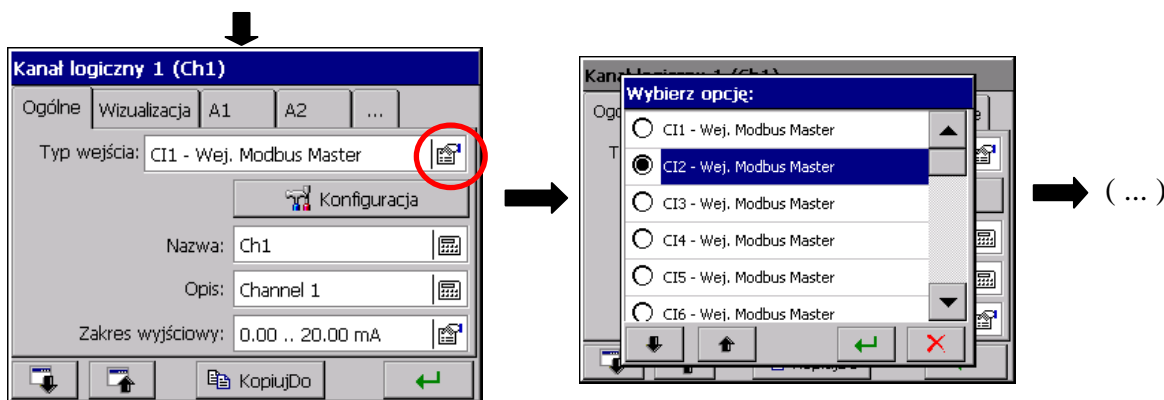 Kanał logiczny 1 (Ch1)
Ogólne Wizualizacja A1 A2 ...
Typ wejścia: CI1 - Wej. Modbus Master
Konfiguracja
Nazwa: Ch1
Opis: Channel 1
Zakres wyjściowy: 0.00 .. 20.00 mA
KopiujDo
Wybierz opcję:
CI1 - Wej. Modbus Master
CI2 - Wej. Modbus Master
CI3 - Wej. Modbus Master
CI4 - Wej. Modbus Master
CI5 - Wej. Modbus Master
CI6 - Wej. Modbus Master
( ... )